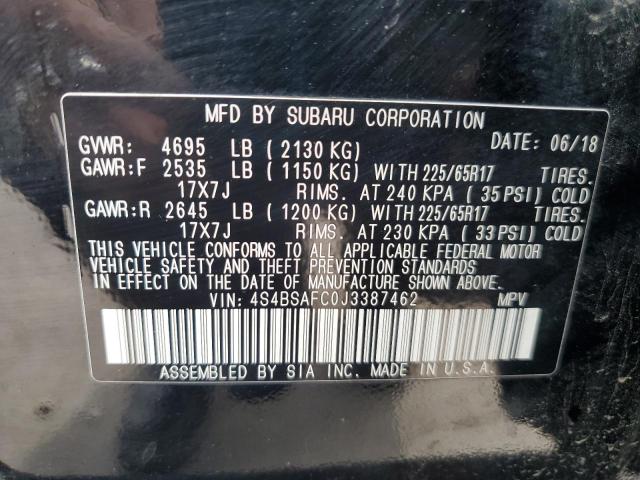 MFD BY SUBARU CORPORATION
GVWR: 4695 LB ( 2130 KG) DATE: 06/18
GAWR:F 2535 LB ( 1150 KG) WITH 225/65R17 TIRES.
17X7J RIMS. AT 240 KPA ( 35 PSI) COLD
GAWR:R 2645 LB ( 1200 KG) WITH 225/65R17 TIRES.
17X7J RIMS. AT 230 KPA ( 33 PSI) COLD
THIS VEHICLE CONFORMS TO ALL APPLICABLE FEDERAL MOTOR
VEHICLE SAFETY AND THEFT PREVENTION STANDARDS
IN EFFECT ON THE DATE OF MANUFACTURE SHOWN ABOVE.
VIN: 4S4BSAFC0J3387462 MPV
ASSEMBLED BY SIA INC. MADE IN U.S.A.